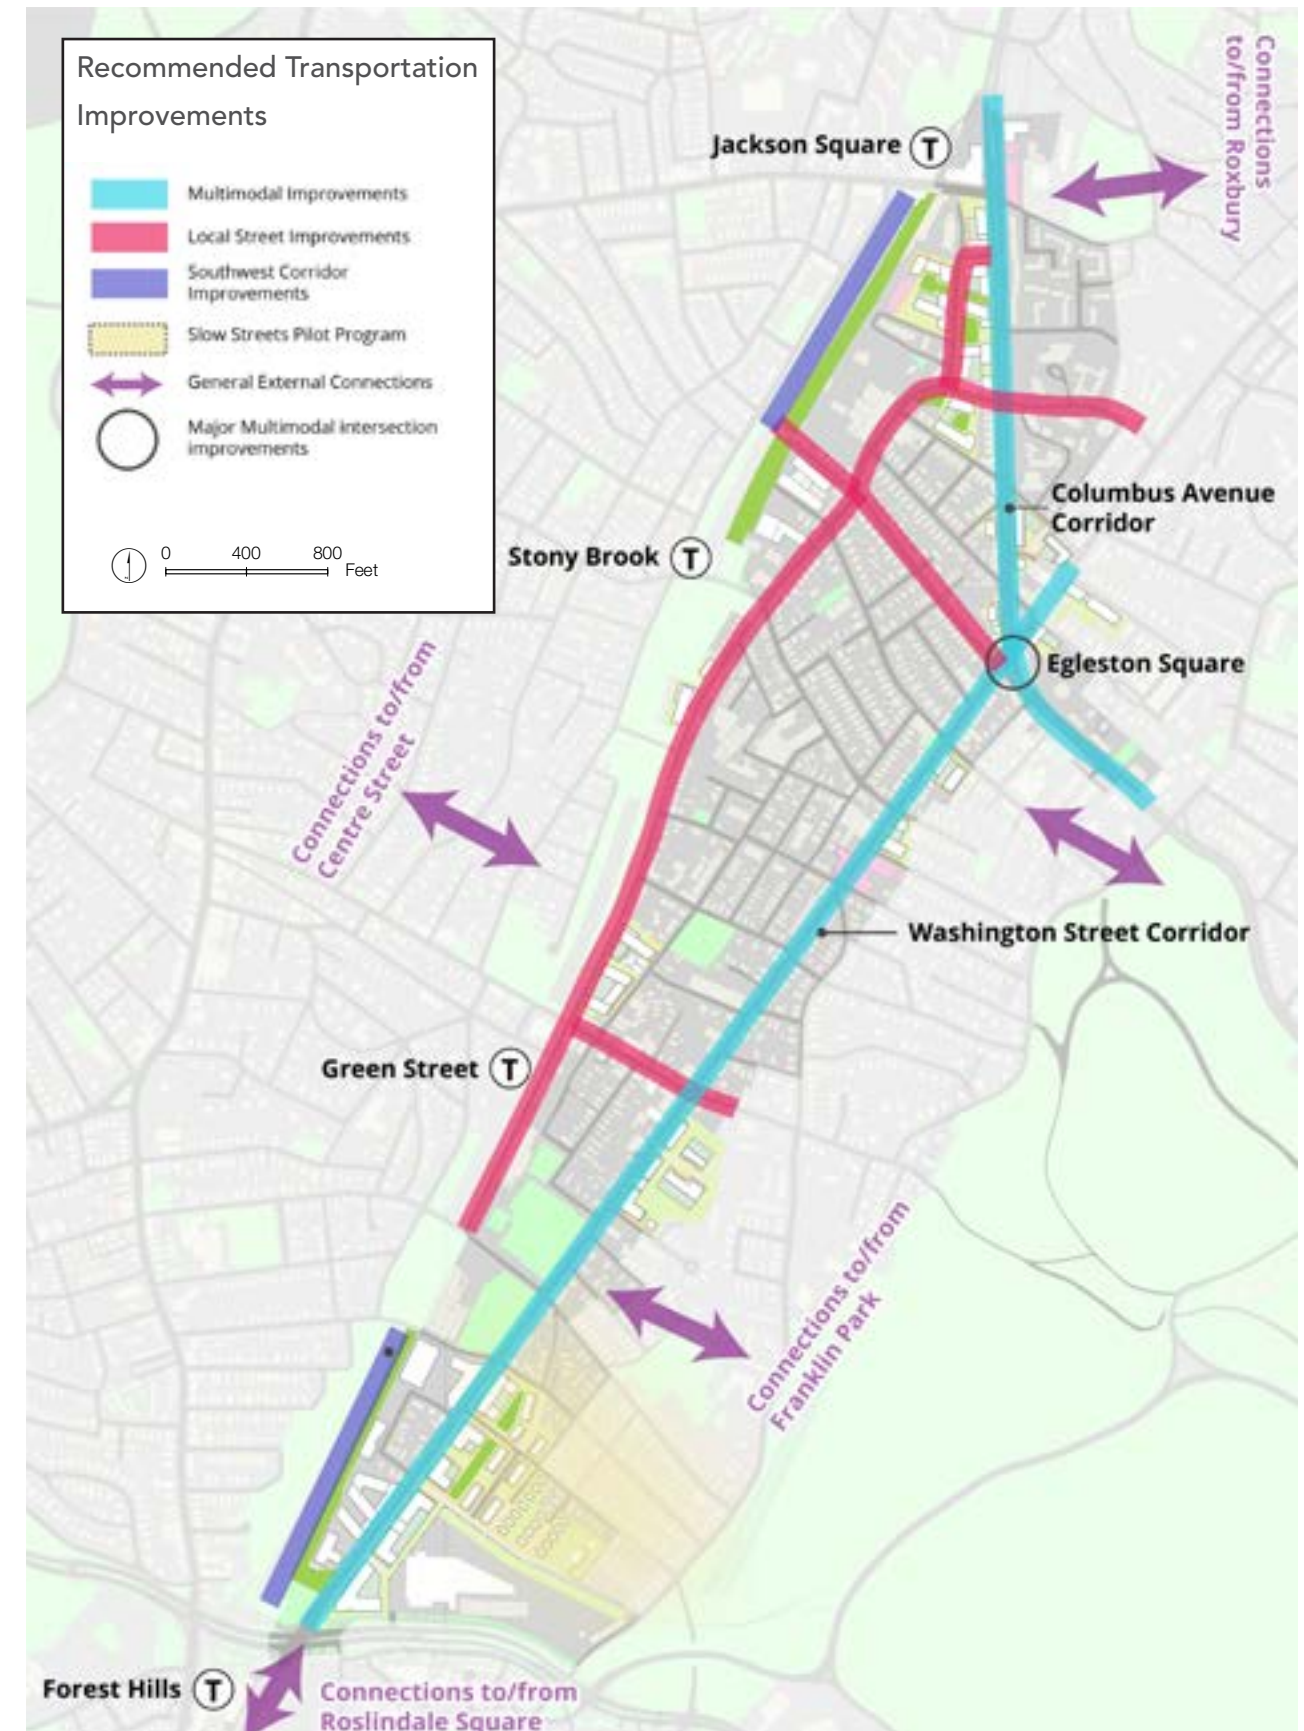 Recommended Transportation
Improvements
Multimodal Improvements
Local Street Improvements
Southwest Corridor
Improvements
Slow Streets Pilot Program
General External Connections
Major Multimodal intersection
improvements
0 400 800
Feet
Jackson Square T
Connections
to/from Roxbury
Columbus Avenue
Corridor
Stony Brook T
Egleston Square
Connections to/from
Centre Street
Washington Street Corridor
Green Street T
Connections to/from
Franklin Park
Forest Hills T
Connections to/from
Roslindale Square